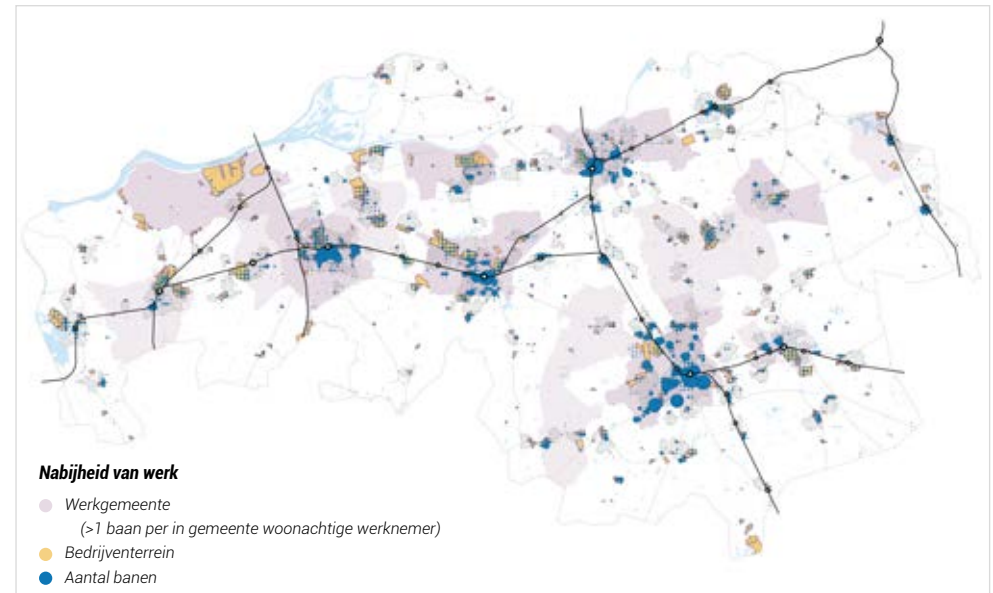 Nabijheid van werk
Werkgemeente
(>1 baan per in gemeente woonachtige werknemer)
Bedrijventerrein
Aantal banen